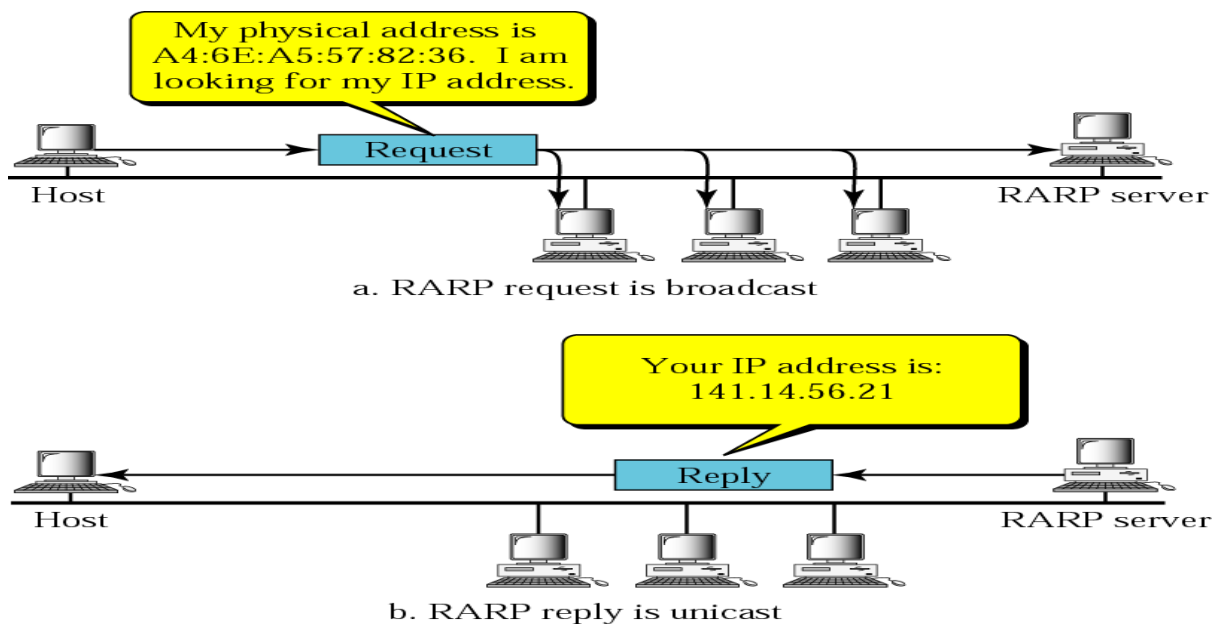 My physical address is
A4:6E:A5:57:82:36. I am
looking for my IP address.
Request
Host
RARP server
a. RARP request is broadcast
Your IP address is:
141.14.56.21
Reply
Host
RARP server
b. RARP reply is unicast